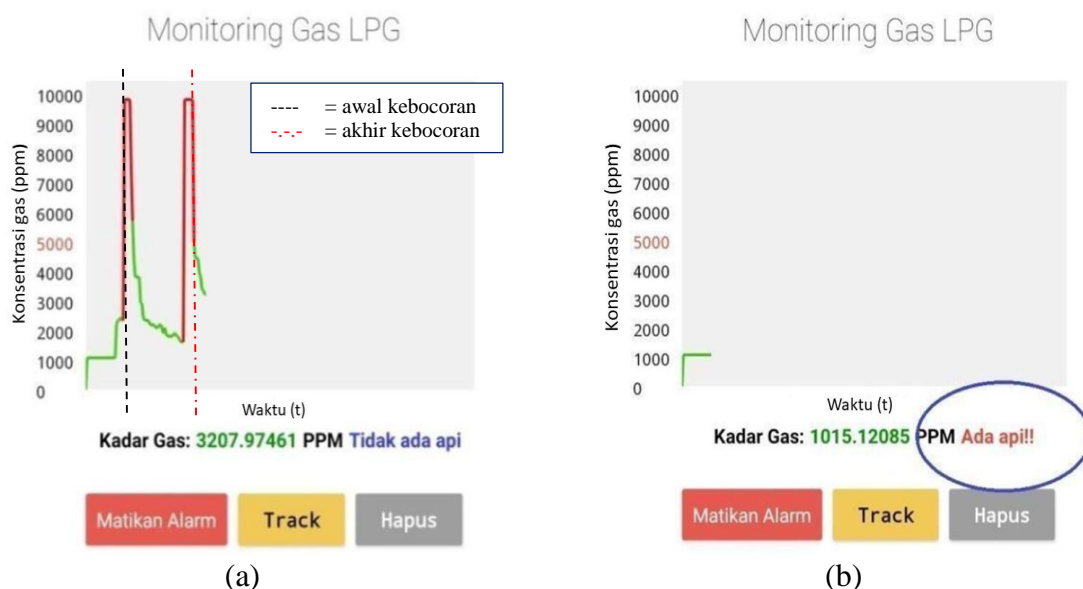 Monitoring Gas LPG
Konsentrasi gas (ppm)
10000
9000
8000
7000
6000
5000
4000
3000
2000
1000
0
---- = awal kebocoran
-.-.- = akhir kebocoran
Waktu (t)
Kadar Gas: 3207.97461 PPM Tidak ada api
Matikan Alarm Track Hapus
(a)
Monitoring Gas LPG
Konsentrasi gas (ppm)
10000
9000
8000
7000
6000
5000
4000
3000
2000
1000
0
Waktu (t)
Kadar Gas: 1015.12085 PPM Ada api!!
Matikan Alarm Track Hapus
(b)